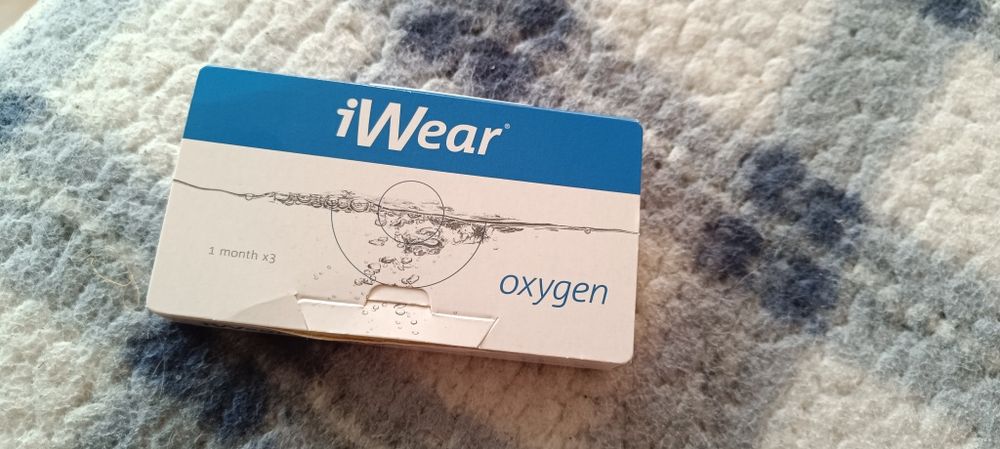 iWear®
1 month x3
oxygen